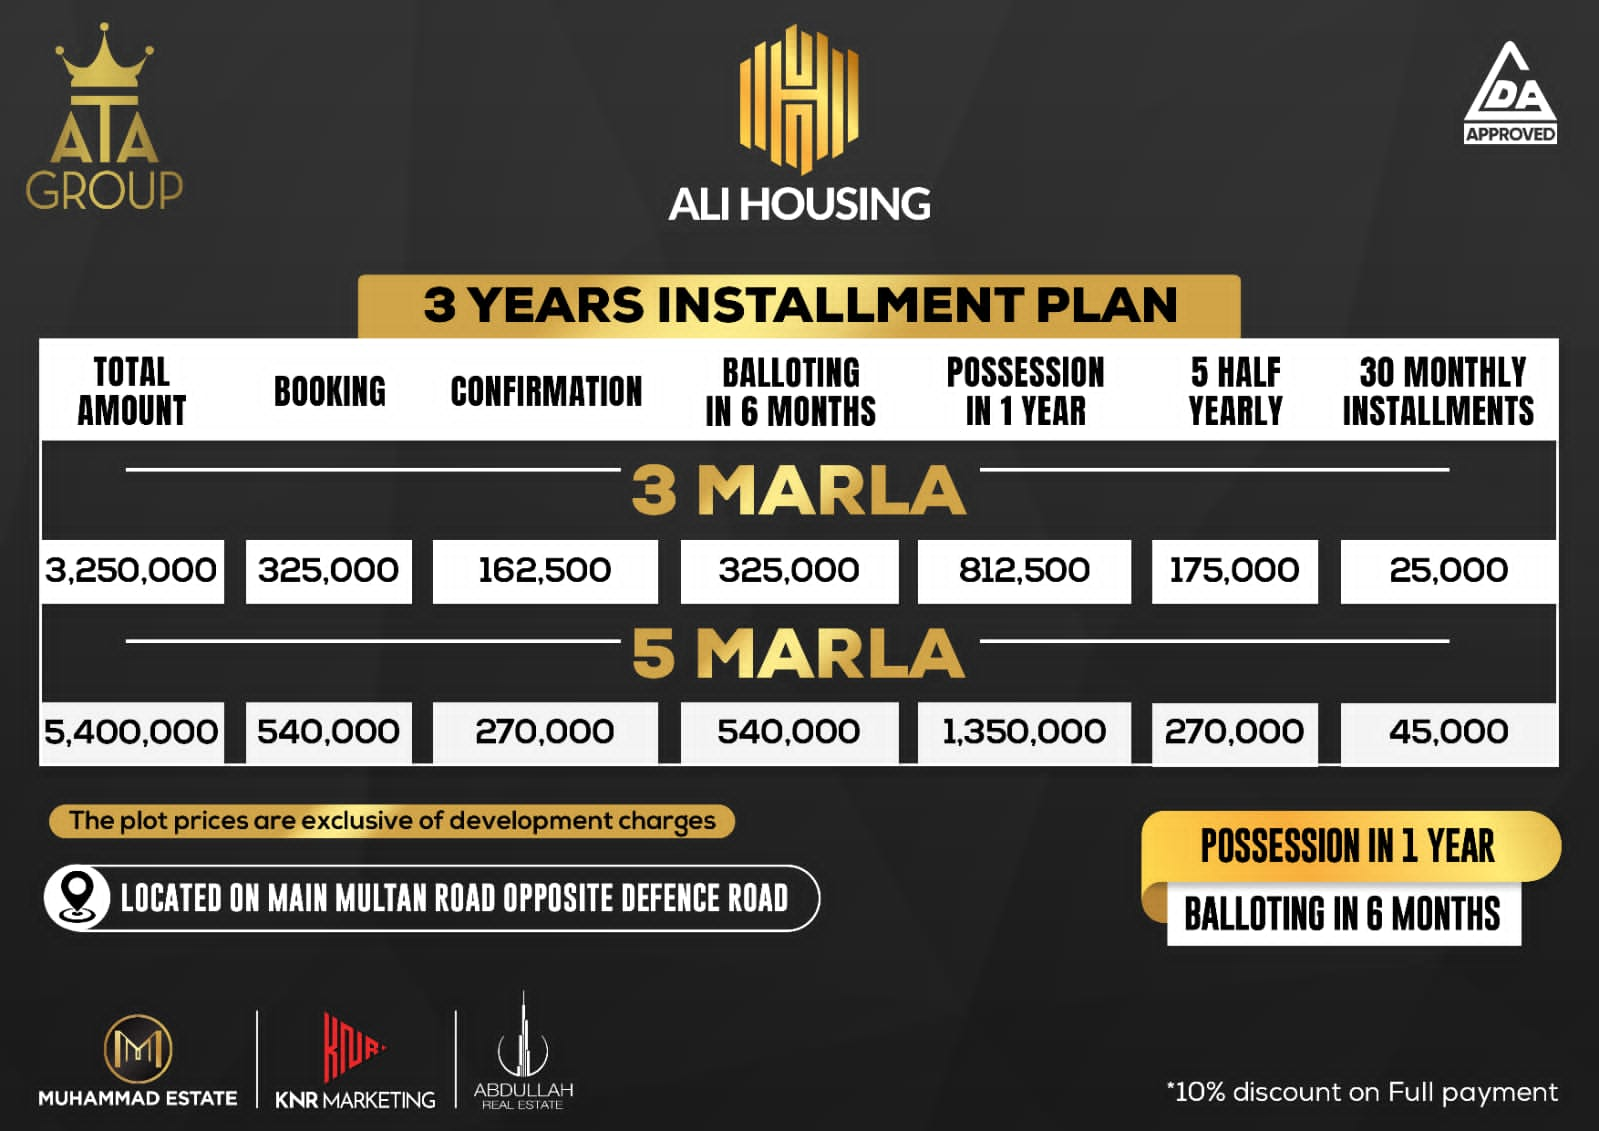 ATA
GROUP
ALI HOUSING
LDA
APPROVED
3 YEARS INSTALLMENT PLAN
TOTAL
AMOUNT
BOOKING
CONFIRMATION
BALLOTING
IN 6 MONTHS
POSSESSION
IN 1 YEAR
5 HALF
YEARLY
30 MONTHLY
INSTALLMENTS
3 MARLA
3,250,000 325,000 162,500 325,000 812,500 175,000 25,000
5 MARLA
5,400,000 540,000 270,000 540,000 1,350,000 270,000 45,000
The plot prices are exclusive of development charges
LOCATED ON MAIN MULTAN ROAD OPPOSITE DEFENCE ROAD
POSSESSION IN 1 YEAR
BALLOTING IN 6 MONTHS
M
MUHAMMAD ESTATE
KNR
KNR MARKETING
ABDULLAH
REAL ESTATE
*10% discount on Full payment